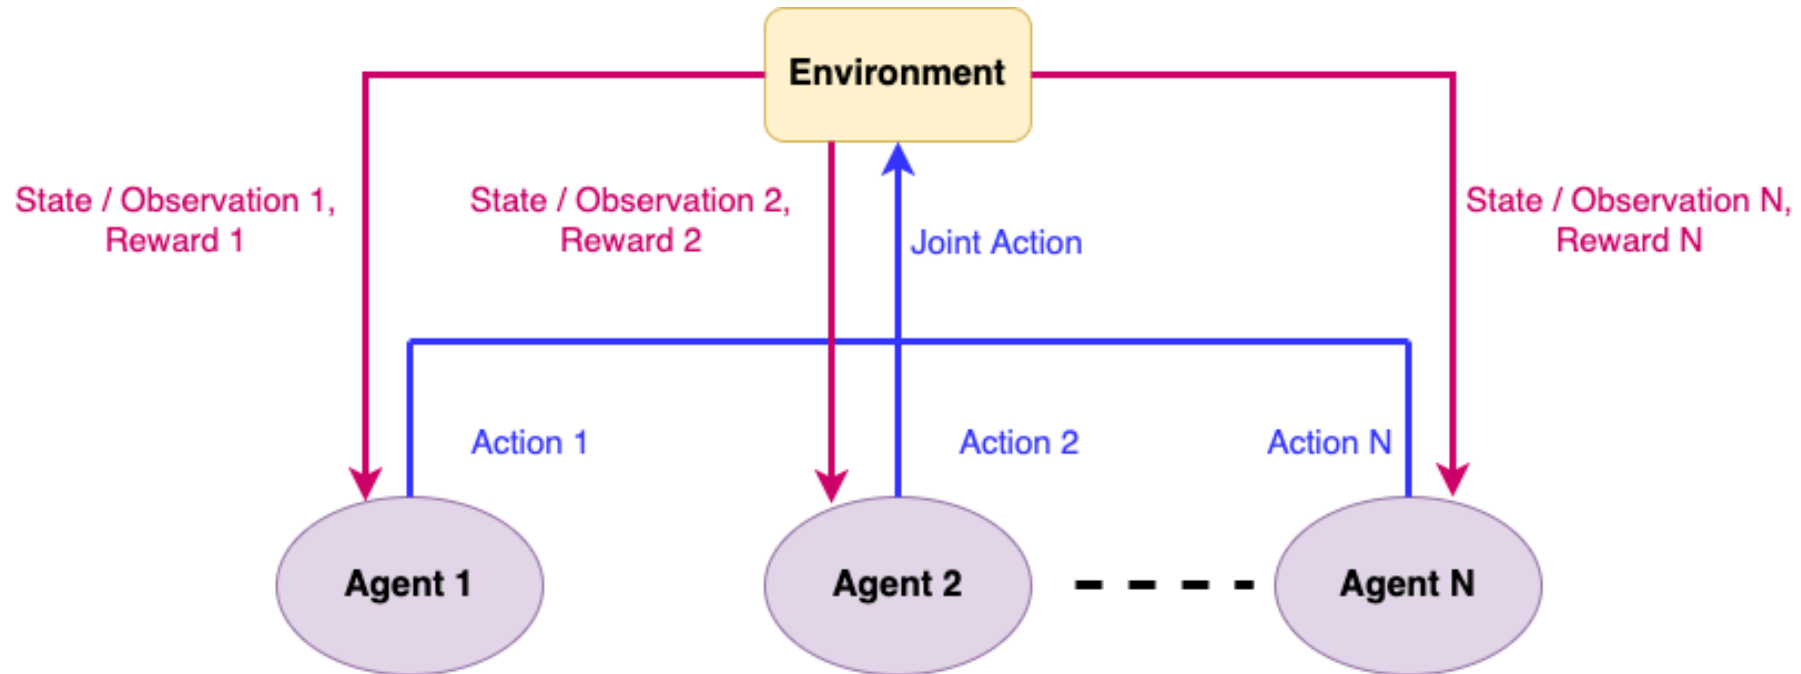 Environment
State / Observation 1,
Reward 1
State / Observation 2,
Reward 2
Joint Action
State / Observation N,
Reward N
Action 1
Action 2
Action N
Agent 1
Agent 2
Agent N